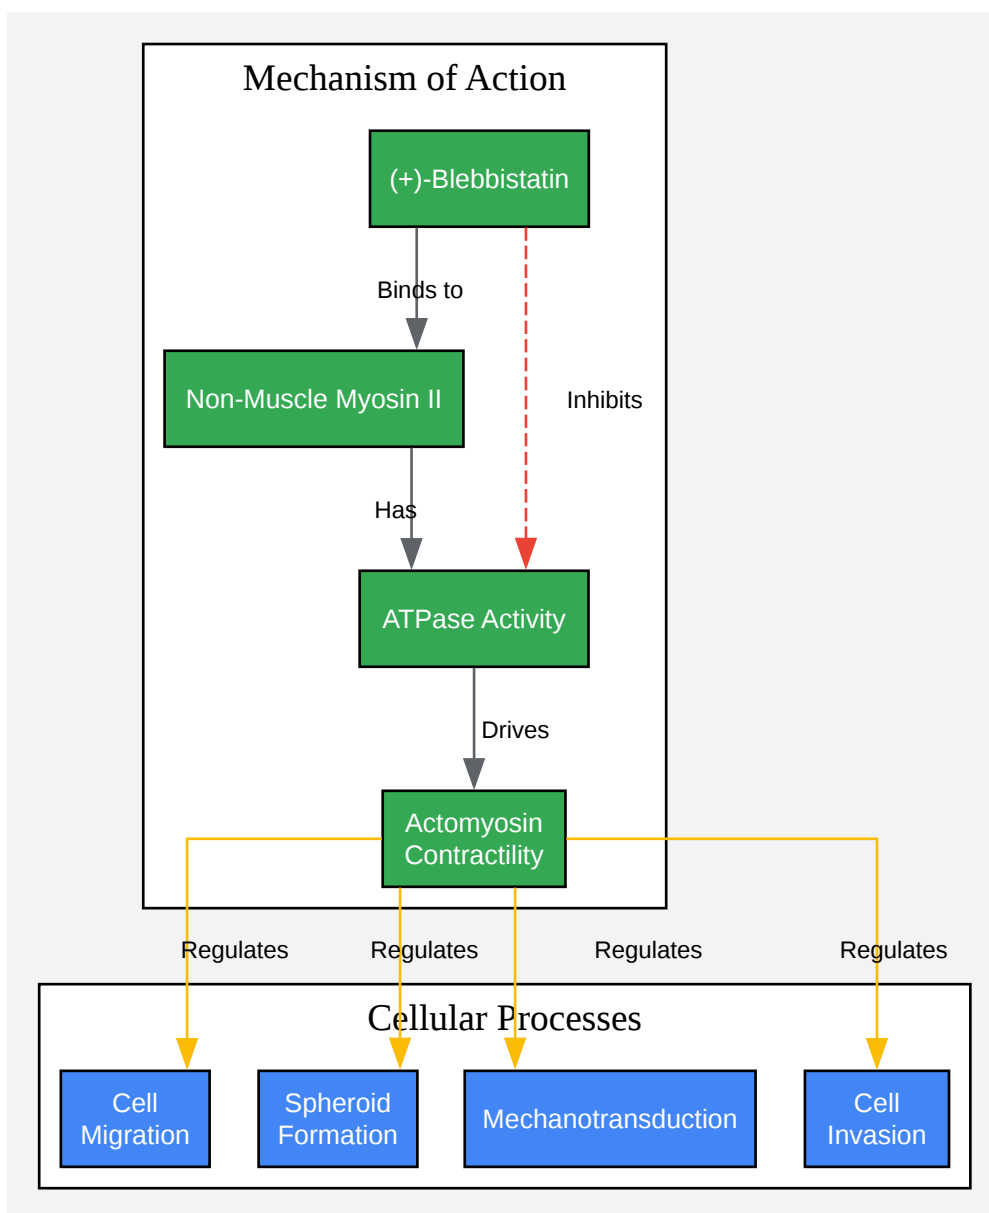 Mechanism of Action
(+)-Blebbistatin
Binds to
Non-Muscle Myosin II
Inhibits
Has
ATPase Activity
Drives
Actomyosin
Contractility
Regulates
Regulates
Regulates
Regulates
Cellular Processes
Cell
Migration
Spheroid
Formation
Mechanotransduction
Cell
Invasion